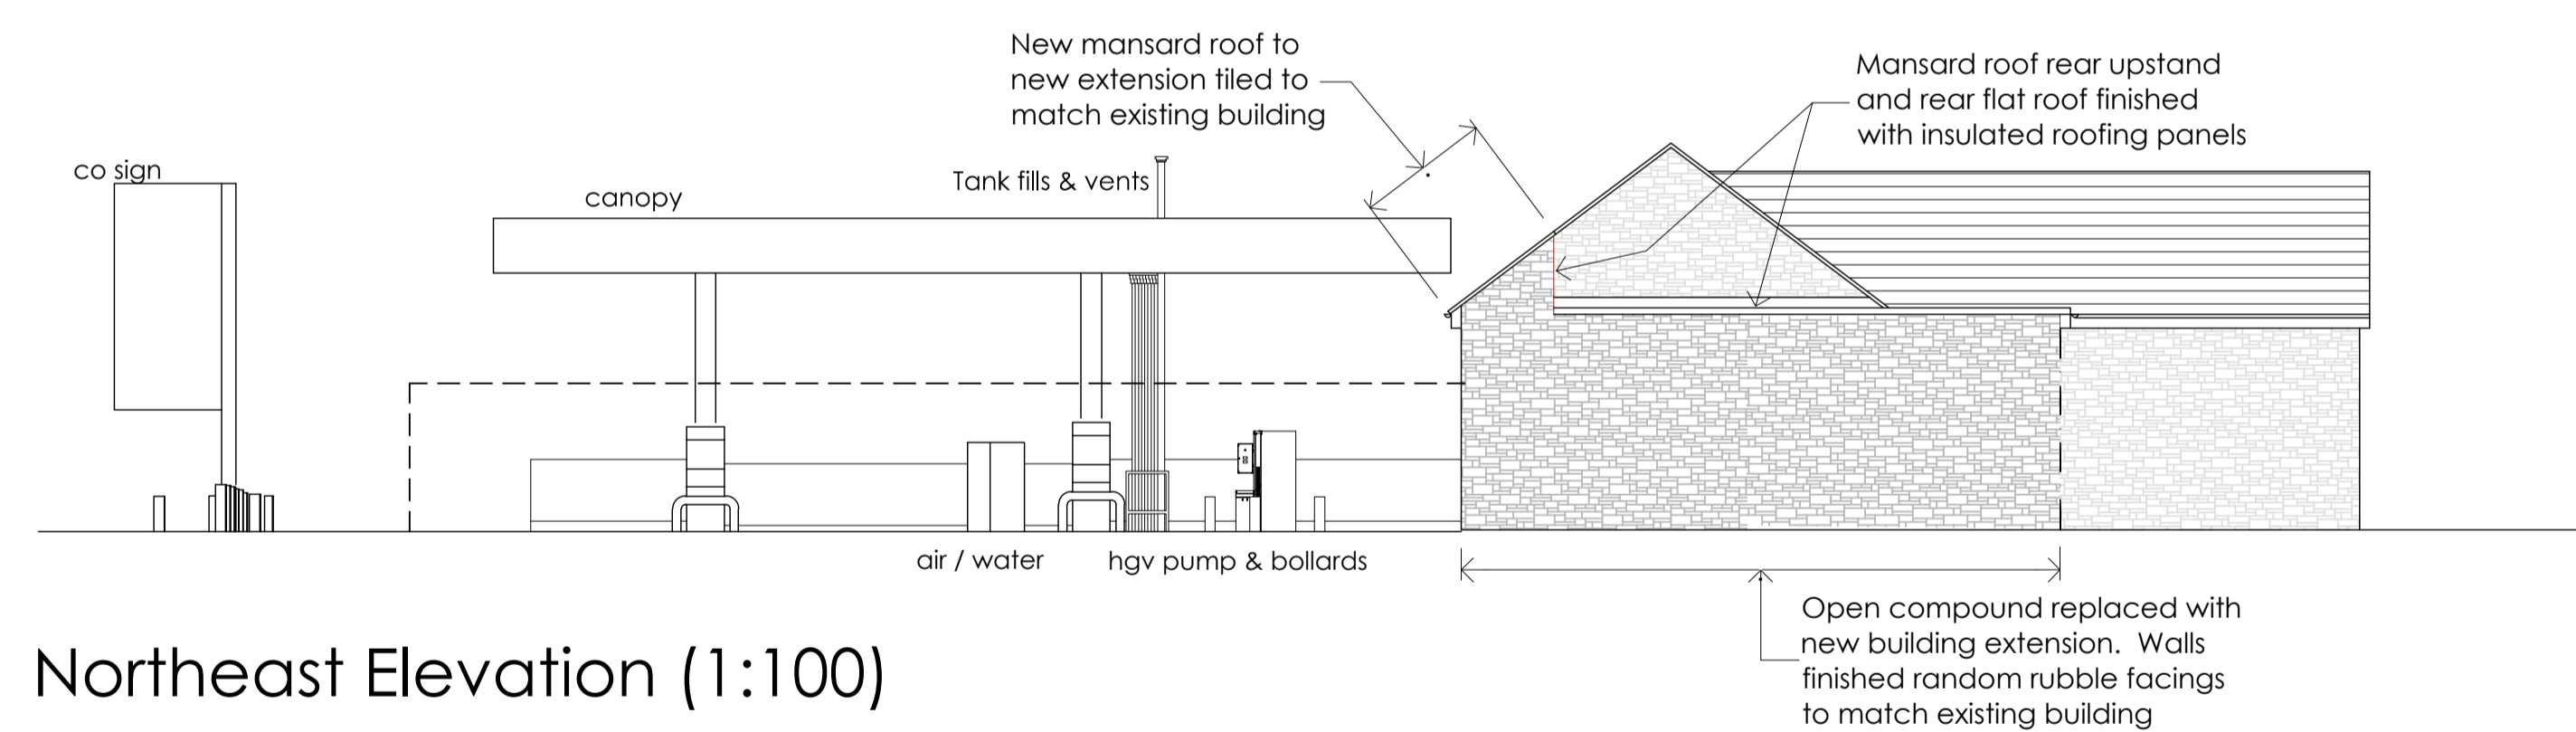 New mansard roof to
new extension tiled to
match existing building
Mansard roof rear upstand
and rear flat roof finished
with insulated roofing panels
co sign
canopy
Tank fills & vents
air / water
hgv pump & bollards
Open compound replaced with
new building extension.  Walls
finished random rubble facings
to match existing building
Northeast Elevation (1:100)